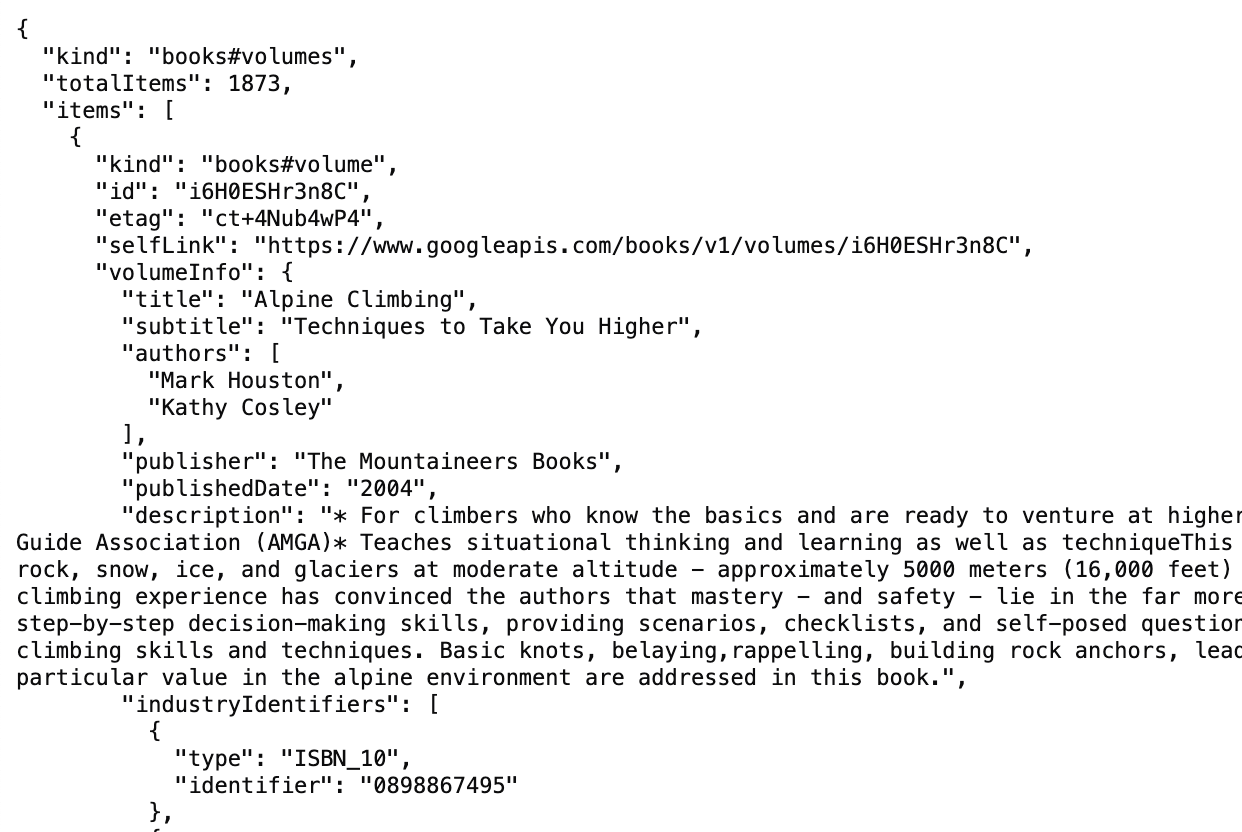 {
  "kind": "books#volumes",
  "totalItems": 1873,
  "items": [
    {
      "kind": "books#volume",
      "id": "i6H0ESHr3n8C",
      "etag": "ct+4Nub4wP4",
      "selfLink": "https://www.googleapis.com/books/v1/volumes/i6H0ESHr3n8C",
      "volumeInfo": {
        "title": "Alpine Climbing",
        "subtitle": "Techniques to Take You Higher",
        "authors": [
          "Mark Houston",
          "Kathy Cosley"
        ],
        "publisher": "The Mountaineers Books",
        "publishedDate": "2004",
        "description": "* For climbers who know the basics and are ready to venture at higher
Guide Association (AMGA)* Teaches situational thinking and learning as well as techniqueThis
rock, snow, ice, and glaciers at moderate altitude – approximately 5000 meters (16,000 feet)
climbing experience has convinced the authors that mastery – and safety – lie in the far more
step-by-step decision-making skills, providing scenarios, checklists, and self-posed question
climbing skills and techniques. Basic knots, belaying,rappelling, building rock anchors, lead
particular value in the alpine environment are addressed in this book.",
        "industryIdentifiers": [
          {
            "type": "ISBN_10",
            "identifier": "0898867495"
          },
          {